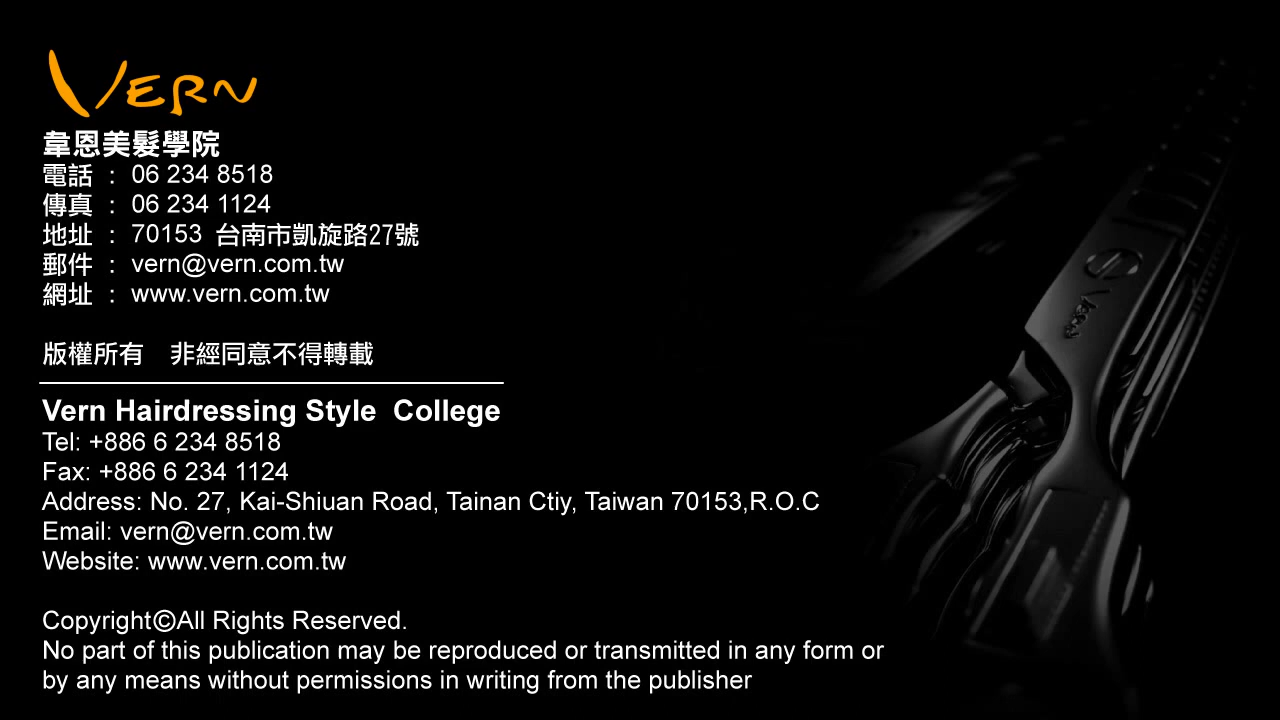 VERN
韋恩美髮學院
電話 : 06 234 8518
傳真 : 06 234 1124
地址 : 70153 台南市凱旋路27號
郵件 : vern@vern.com.tw
網址 : www.vern.com.tw
版權所有 非經同意不得轉載
Vern Hairdressing Style College
Tel: +886 6 234 8518
Fax: +886 6 234 1124
Address: No. 27, Kai-Shiuan Road, Tainan Ctiy, Taiwan 70153,R.O.C
Email: vern@vern.com.tw
Website: www.vern.com.tw
Copyright©All Rights Reserved.
No part of this publication may be reproduced or transmitted in any form or
by any means without permissions in writing from the publisher
Vern